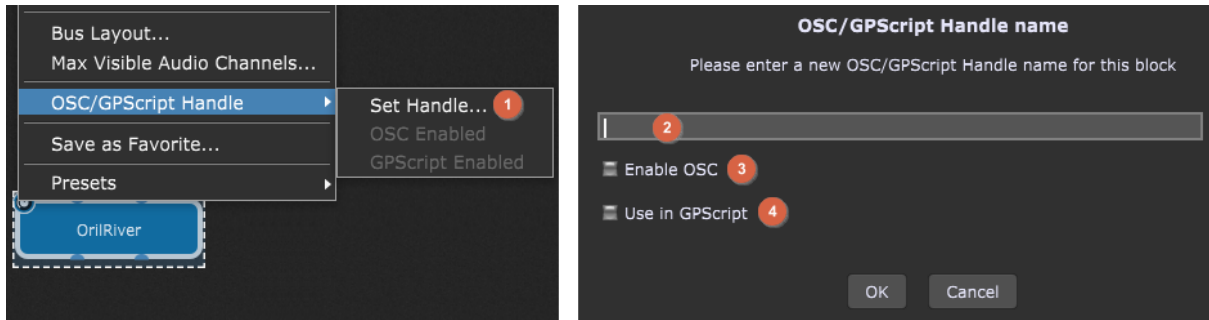 Bus Layout...
Max Visible Audio Channels...
OSC/GPScript Handle
Set Handle... 1
OSC Enabled
GPScript Enabled
Save as Favorite...
Presets
OrilRiver
OSC/GPScript Handle name
Please enter a new OSC/GPScript Handle name for this block
2
Enable OSC 3
Use in GPScript 4
OK Cancel